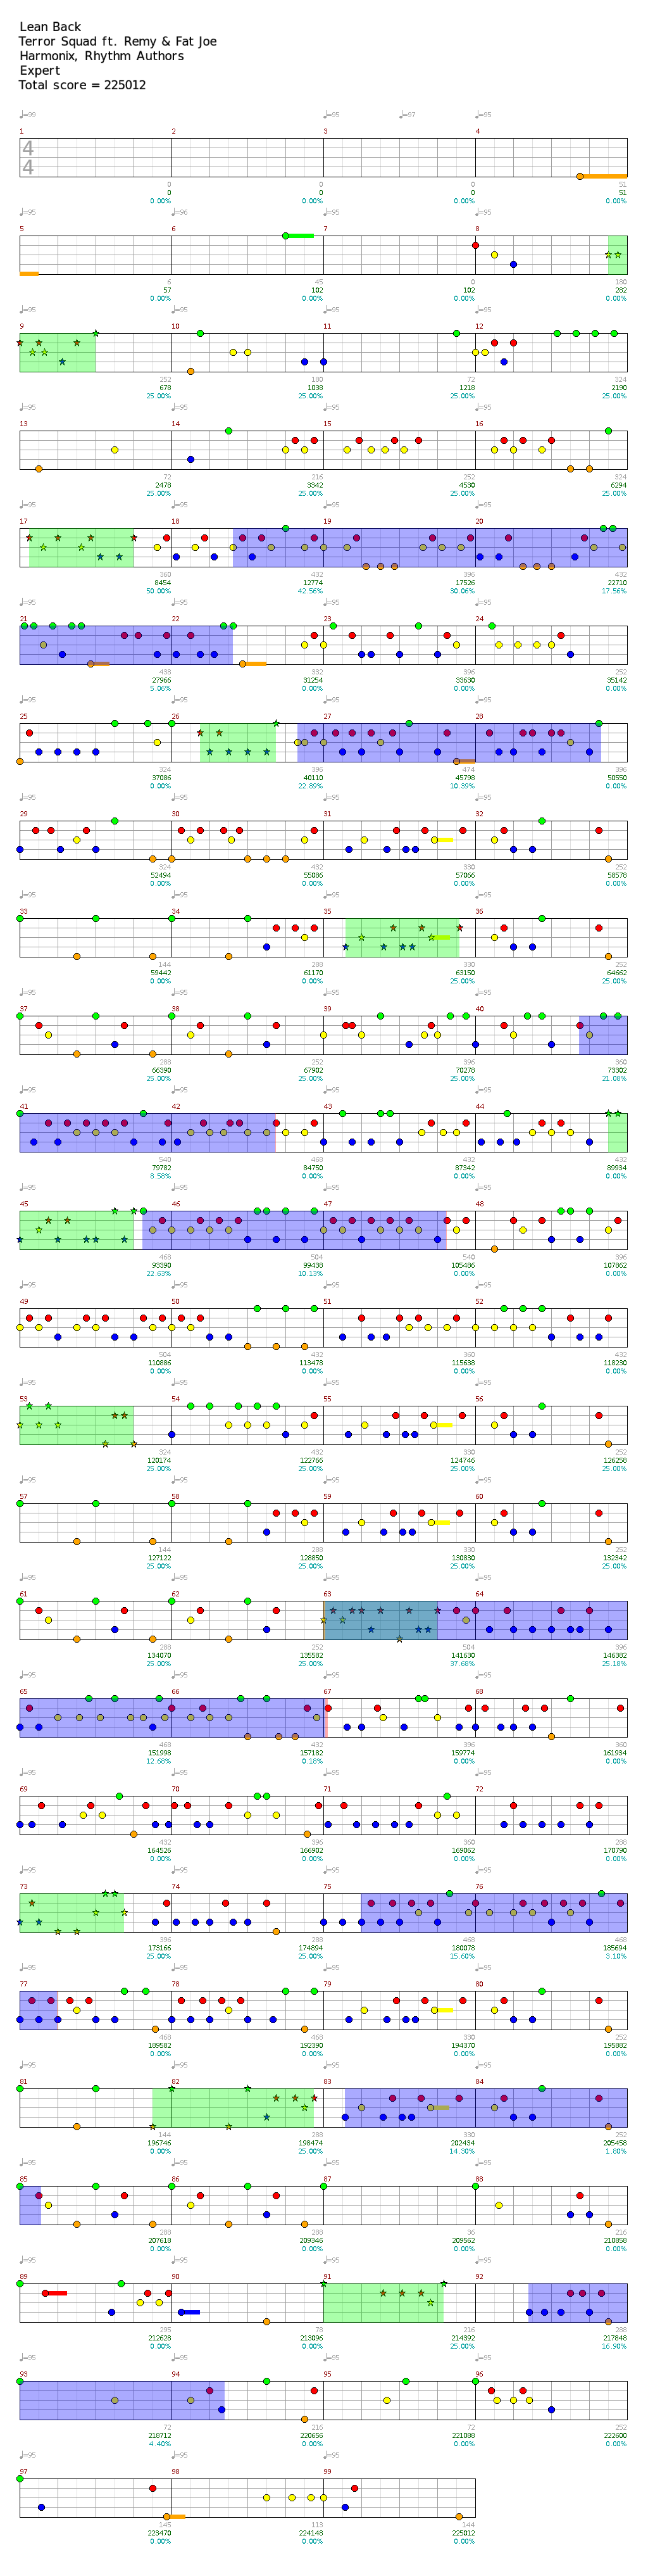 Lean Back
Terror Squad ft. Remy & Fat Joe
Harmonix, Rhythm Authors
Expert
Total score = 225012
♩=99 ♩=95 ♩=97 ♩=95
1 2 3 4
4
4
0 0 0 51
0 0 0 51
0.00% 0.00% 0.00% 0.00%
♩=95 ♩=96 ♩=95
5 6 7 8
6 45 0 180
57 102 102 282
0.00% 0.00% 0.00% 0.00%
♩=95
9 10 11 12
252 180 72 324
678 1038 1218 2190
25.00% 25.00% 25.00% 25.00%
♩=95 ♩=95 ♩=95
13 14 15 16
72 216 252 252
2478 3342 4530 6294
25.00% 25.00% 25.00% 25.00%
♩=95
17 18 19 20
360 432 396 432
8454 12774 17526 22710
50.00% 42.56% 30.06% 17.56%
♩=95
21 22 23 24
438 332 396 252
27966 31254 33630 35142
5.06% 0.00% 0.00% 0.00%
25 26 27 28
324 396 474 396
37086 40110 45798 50550
0.00% 22.89% 10.39% 0.00%
29 30 31 32
324 432 330 252
52494 55086 57066 58578
0.00% 0.00% 0.00% 0.00%
33 34 35 36
144 288 330 252
59442 61170 63150 64662
0.00% 0.00% 25.00% 25.00%
37 38 39 40
288 252 396 360
66390 67902 70278 73302
25.00% 25.00% 25.00% 21.08%
41 42 43 44
540 468 432 432
79782 84750 87342 89934
8.58% 0.00% 0.00% 0.00%
45 46 47 48
468 504 540 396
93390 99438 105486 107862
22.63% 10.13% 0.00% 0.00%
49 50 51 52
504 432 360 432
110886 113478 115638 118230
0.00% 0.00% 0.00% 0.00%
53 54 55 56
324 432 330 252
120174 122766 124746 126258
25.00% 25.00% 25.00% 25.00%
57 58 59 60
144 288 330 252
127122 128850 130830 132342
25.00% 25.00% 25.00% 25.00%
61 62 63 64
288 252 504 396
134070 135582 141630 146382
25.00% 25.00% 37.68% 25.18%
65 66 67 68
468 432 396 360
151998 157182 159774 161934
12.68% 0.18% 0.00% 0.00%
69 70 71 72
432 396 360 288
164526 166902 169062 170790
0.00% 0.00% 0.00% 0.00%
73 74 75 76
396 288 468 468
173166 174894 180078 185694
25.00% 25.00% 15.60% 3.10%
77 78 79 80
468 468 330 252
189582 192390 194370 195882
0.00% 0.00% 0.00% 0.00%
81 82 83 84
144 288 330 252
196746 198474 202434 205458
0.00% 25.00% 14.30% 1.80%
85 86 87 88
288 288 36 216
207618 209346 209562 210858
0.00% 0.00% 0.00% 0.00%
89 90 91 92
295 78 216 288
212628 213096 214392 217848
0.00% 0.00% 25.00% 16.90%
93 94 95 96
72 216 72 252
218712 220656 221088 222600
4.40% 0.00% 0.00% 0.00%
97 98 99
145 113 144
223470 224148 225012
0.00% 0.00% 0.00%